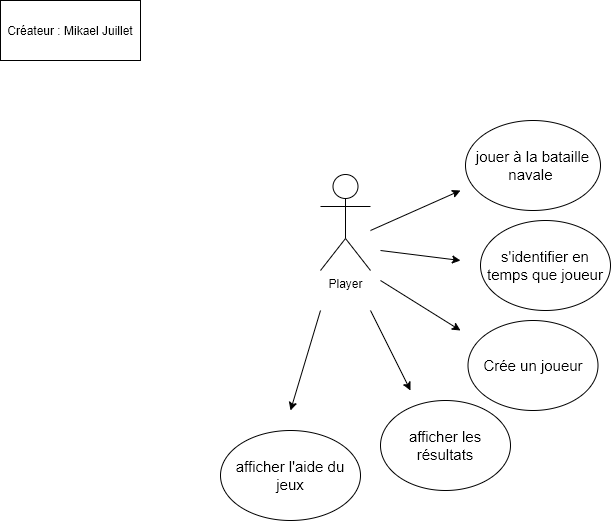 Créateur : Mikael Juillet
jouer à la bataille
navale
s'identifier en
temps que joueur
Player
Crée un joueur
afficher les
résultats
afficher l'aide du
jeux